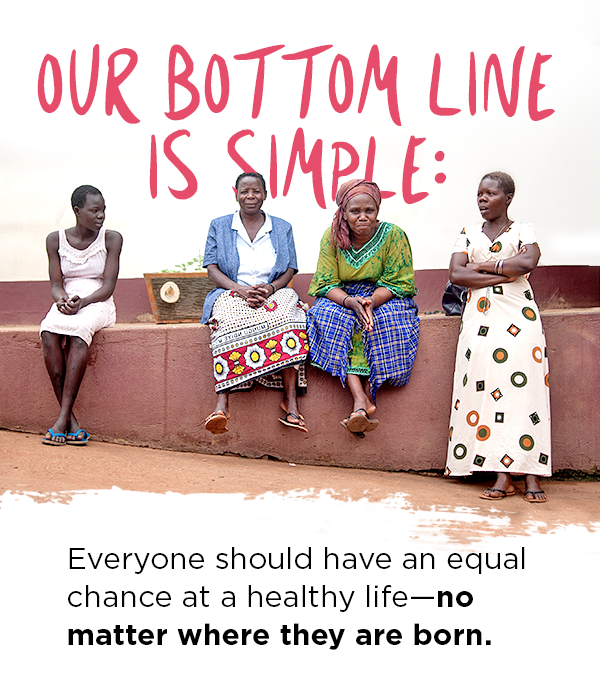 OUR BOTTOM LINE
IS SIMPLE:
Everyone should have an equal
chance at a healthy life—no
matter where they are born.